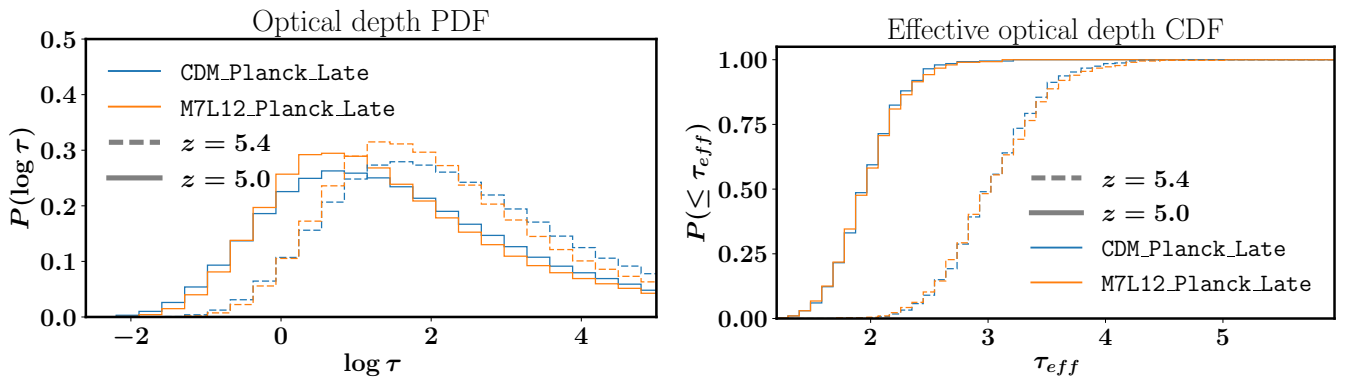 Optical depth PDF
0.5
0.4
0.3
0.2
0.1
0.0
P(log τ)
CDM_Planck_Late
M7L12_Planck_Late
z = 5.4
z = 5.0
−2
0
2
4
log τ
Effective optical depth CDF
1.00
0.75
0.50
0.25
0.00
P(≤ τ_eff)
z = 5.4
z = 5.0
CDM_Planck_Late
M7L12_Planck_Late
2
3
4
5
τ_eff